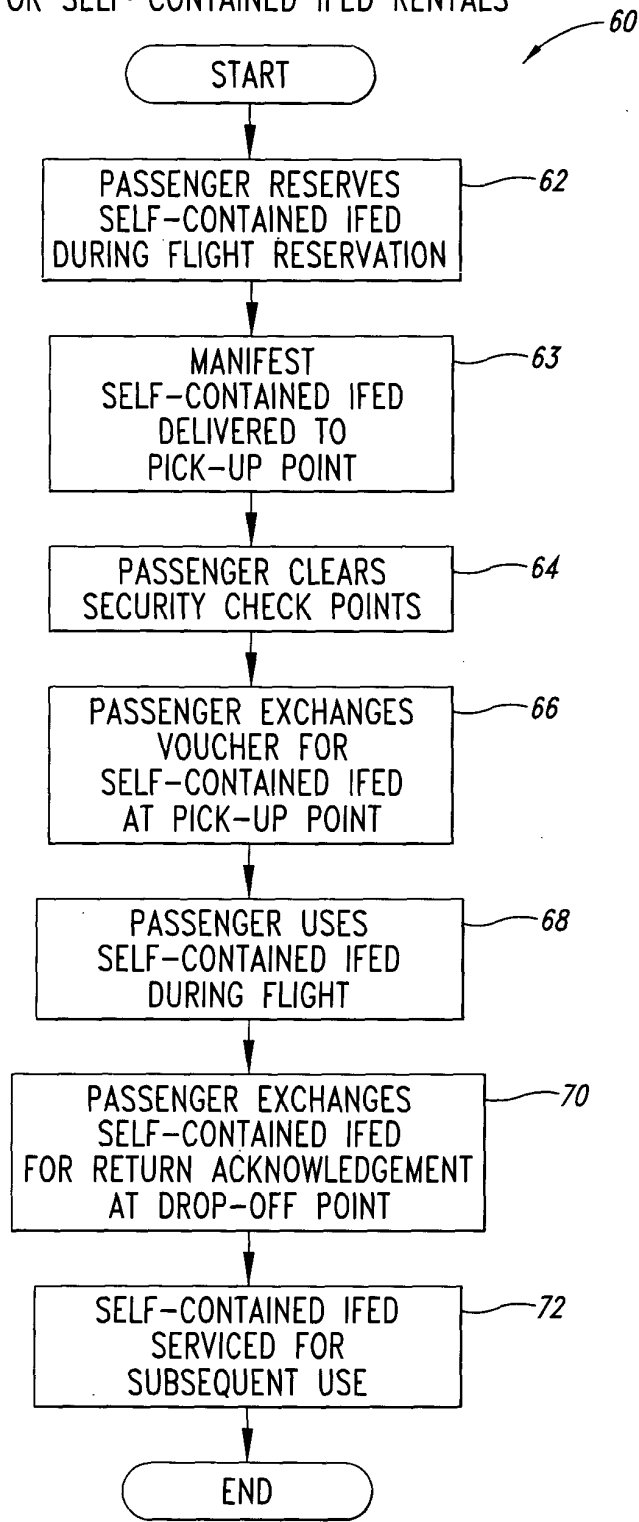 OR SELF-CONTAINED IFED RENTALS
60
START
PASSENGER RESERVES
SELF-CONTAINED IFED
DURING FLIGHT RESERVATION
62
MANIFEST
SELF-CONTAINED IFED
DELIVERED TO
PICK-UP POINT
63
PASSENGER CLEARS
SECURITY CHECK POINTS
64
PASSENGER EXCHANGES
VOUCHER FOR
SELF-CONTAINED IFED
AT PICK-UP POINT
66
PASSENGER USES
SELF-CONTAINED IFED
DURING FLIGHT
68
PASSENGER EXCHANGES
SELF-CONTAINED IFED
FOR RETURN ACKNOWLEDGEMENT
AT DROP-OFF POINT
70
SELF-CONTAINED IFED
SERVICED FOR
SUBSEQUENT USE
72
END